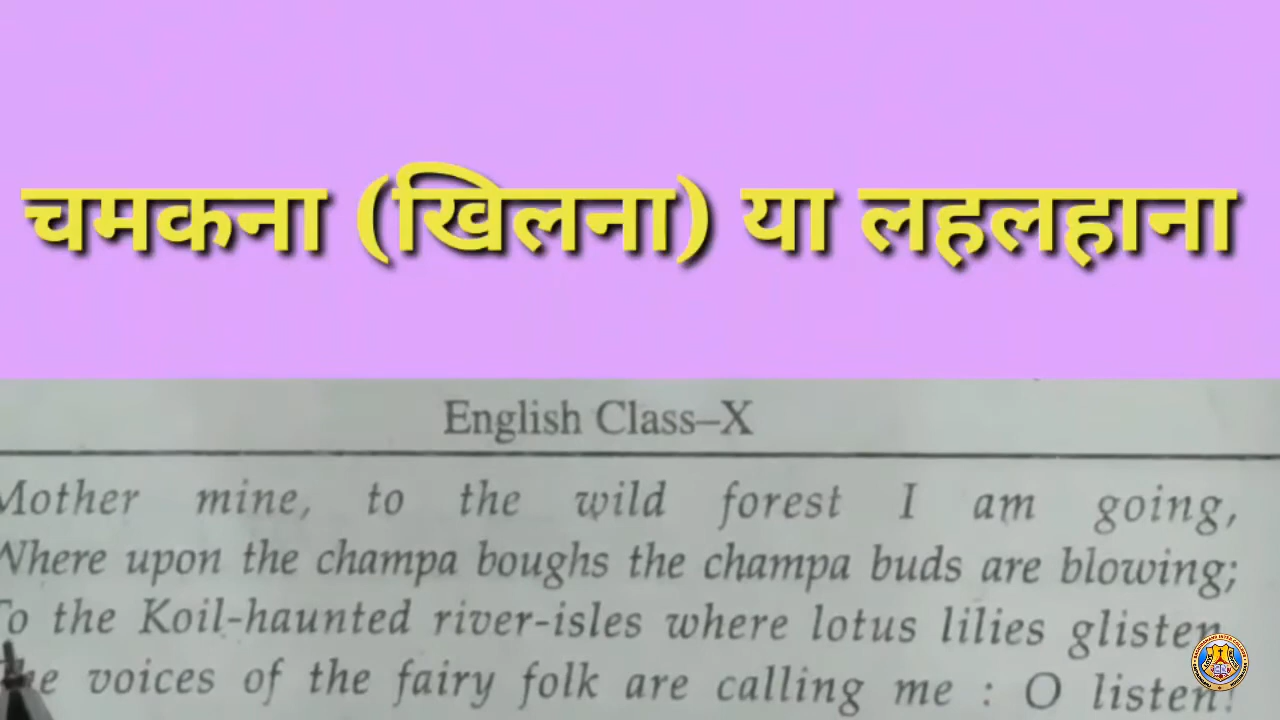 चमकना (खिलना) या लहलहाना
English Class–X
Mother mine, to the wild forest I am going,
Where upon the champa boughs the champa buds are blowing;
To the Koil-haunted river-isles where lotus lilies glisten
The voices of the fairy folk are calling me : O listen!